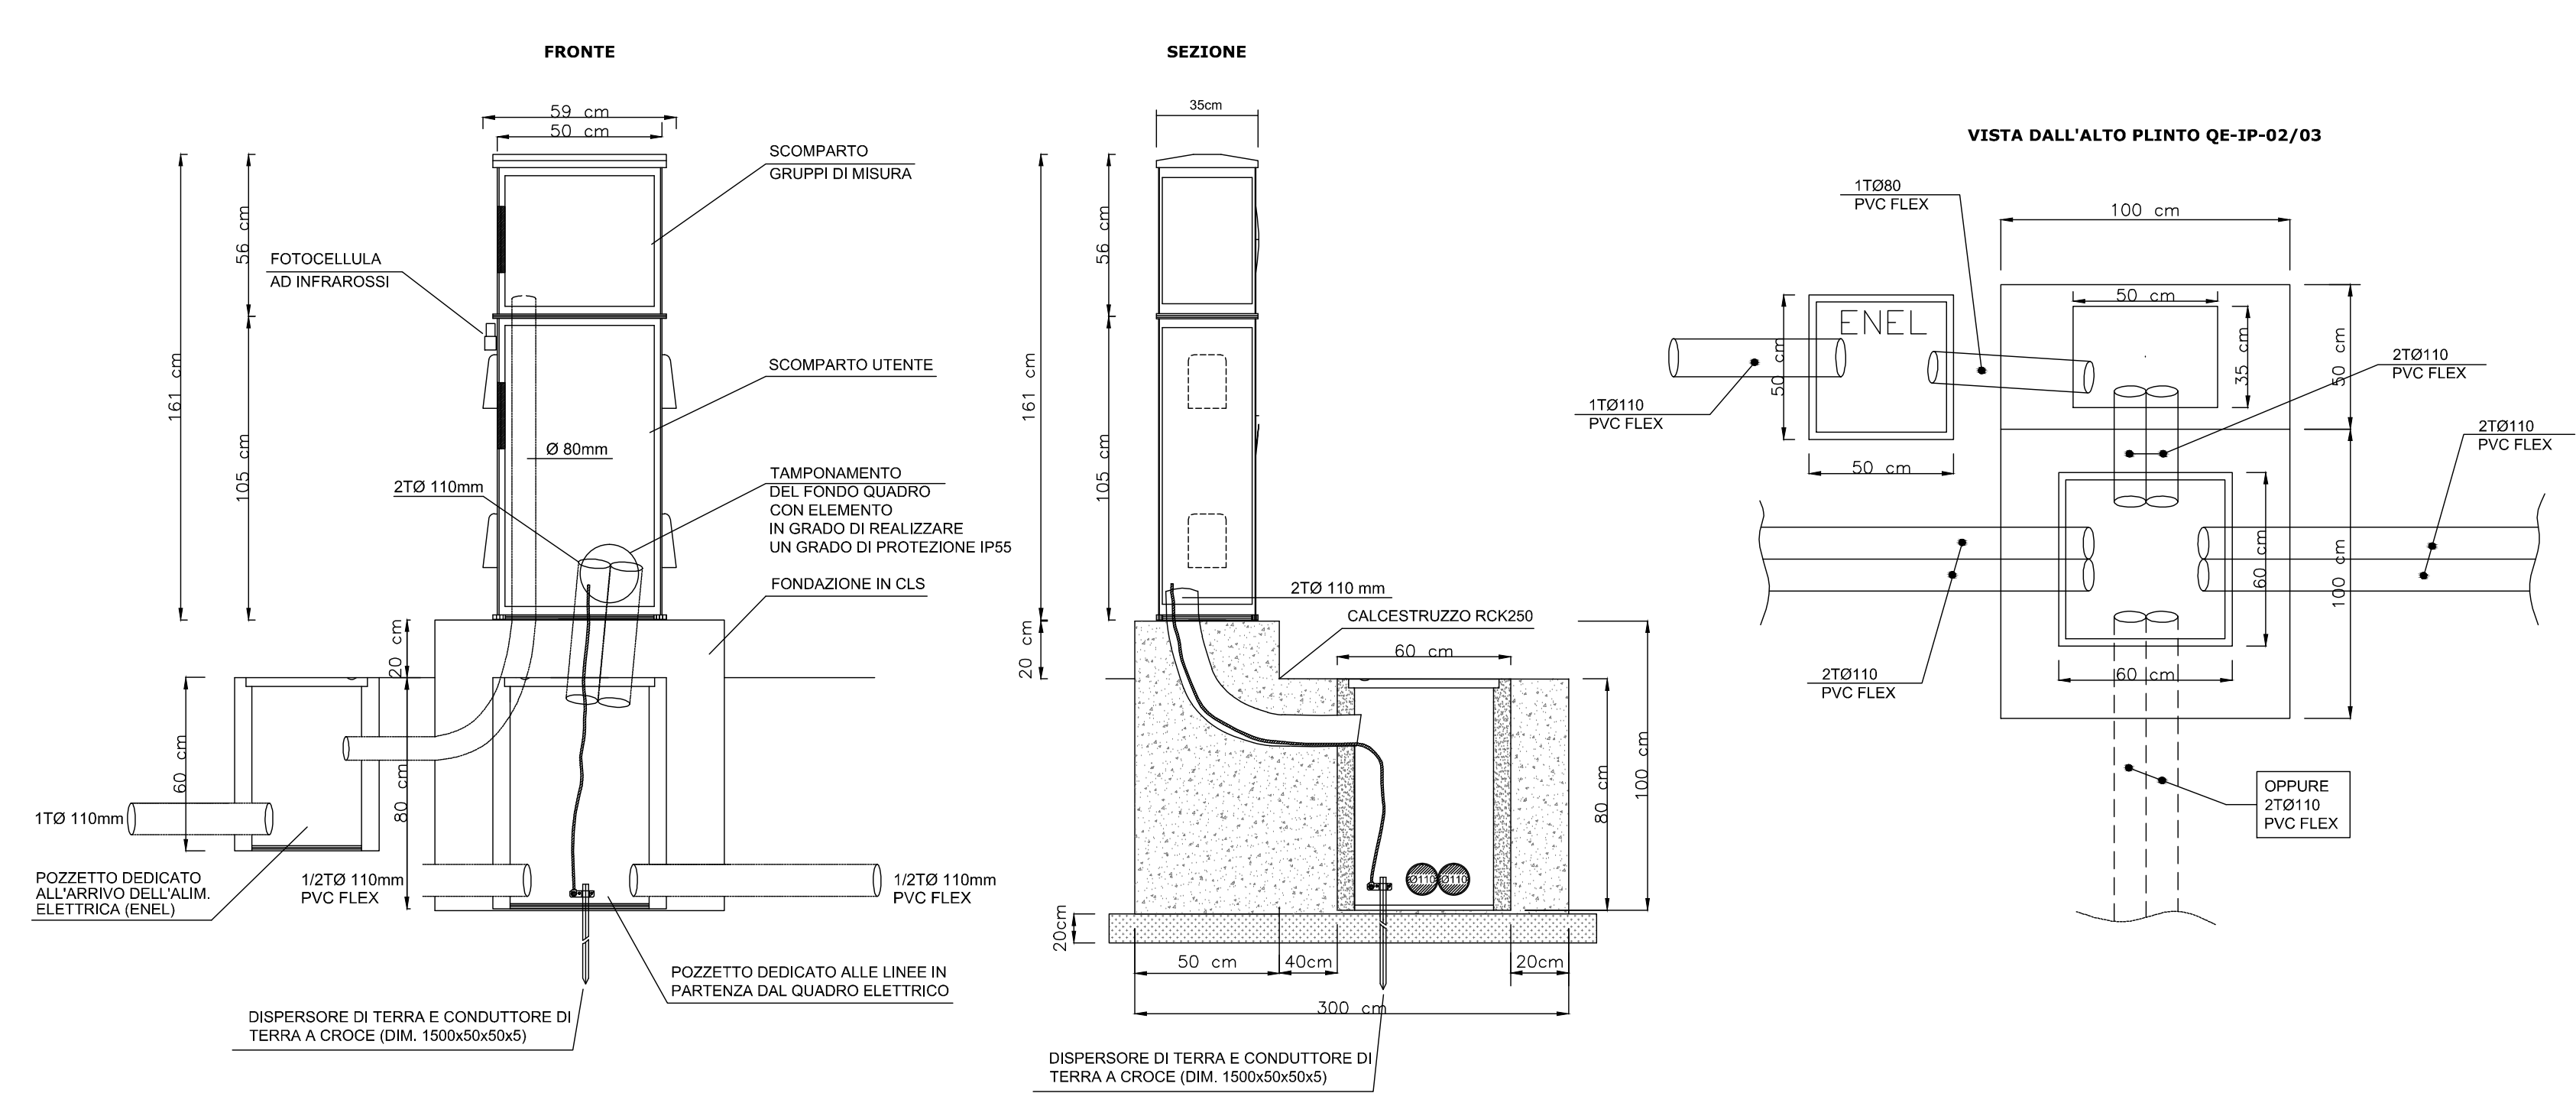 FRONTE
59 cm
50 cm
161 cm
56 cm
105 cm
SCOMPARTO
GRUPPI DI MISURA
FOTOCELLULA
AD INFRAROSSI
SCOMPARTO UTENTE
Ø 80mm
2TØ 110mm
TAMPONAMENTO
DEL FONDO QUADRO
CON ELEMENTO
IN GRADO DI REALIZZARE
UN GRADO DI PROTEZIONE IP55
FONDAZIONE IN CLS
20 cm
60 cm
80 cm
1TØ 110mm
POZZETTO DEDICATO
ALL'ARRIVO DELL'ALIM.
ELETTRICA (ENEL)
1/2TØ 110mm
PVC FLEX
1/2TØ 110mm
PVC FLEX
POZZETTO DEDICATO ALLE LINEE IN
PARTENZA DAL QUADRO ELETTRICO
DISPERSORE DI TERRA E CONDUTTORE DI
TERRA A CROCE (DIM. 1500x50x50x5)
SEZIONE
35cm
161 cm
56 cm
105 cm
20 cm
2TØ 110 mm
CALCESTRUZZO RCK250
60 cm
80 cm
100 cm
Ø110 Ø110
20cm
50 cm
40cm
20cm
300 cm
DISPERSORE DI TERRA E CONDUTTORE DI
TERRA A CROCE (DIM. 1500x50x50x5)
VISTA DALL'ALTO PLINTO QE-IP-02/03
1TØ80
PVC FLEX
100 cm
ENEL
50 cm
50 cm
50 cm
35 cm
50 cm
1TØ110
PVC FLEX
2TØ110
PVC FLEX
2TØ110
PVC FLEX
60 cm
100 cm
60 cm
2TØ110
PVC FLEX
OPPURE
2TØ110
PVC FLEX